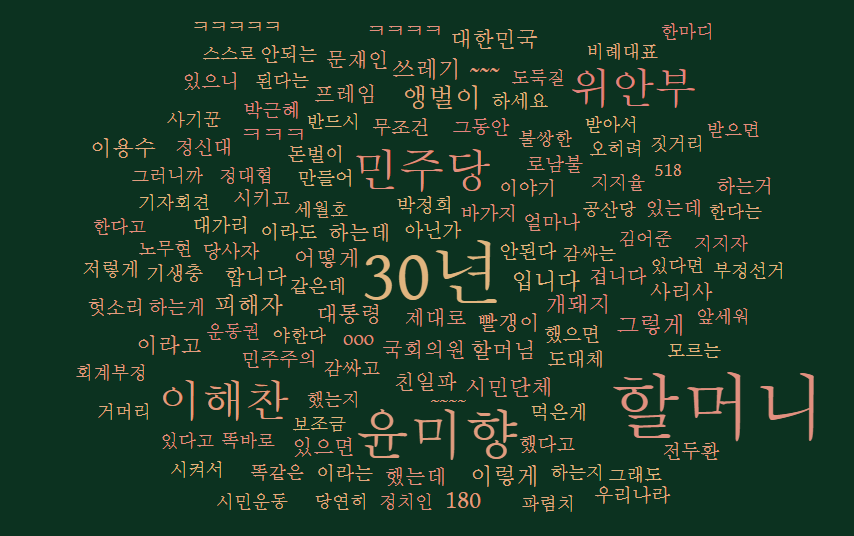 ㅋㅋㅋㅋㅋ ㅋㅋㅋㅋ 대한민국 한마디
스스로 안되는 문재인 쓰레기 ~~~ 비례대표
있으니 된다는 프레임 앵벌이 하세요 도둑질 위안부
사기꾼 박근혜 반드시 무조건 그동안 받아서 받으면
이용수 정신대 ㅋㅋㅋ 돈벌이 민주당 불쌍한 오히려 짓거리
그러니까 정대협 만들어 이야기 로남불 지지율 518 하는거
기자회견 시키고 세월호 박정희 바가지 얼마나 공산당 있는데 한다는
한다고 대가리 이라도 하는데 아닌가 김어준 지지자
노무현 당사자 어떻게 30년 안된다 감싸는
저렇게 기생충 합니다 같은데 입니다 겁니다 있다면 부정선거
헛소리 하는게 피해자 대통령 제대로 빨갱이 개돼지 사리사
이라고 운동권 야한다 ooo 국회의원 할머님 했으면 그렇게 앞세워
회계부정 민주주의 감싸고 도대체 모르는
거머리 이해찬 했는지 친일파 시민단체 할머니
~~~~
보조금 윤미향 먹은게
있다고 똑바로 있으면 했다고 전두환
시켜서 똑같은 이라는 했는데 이렇게 하는지 그래도
시민운동 당연히 정치인 180 파렴치 우리나라